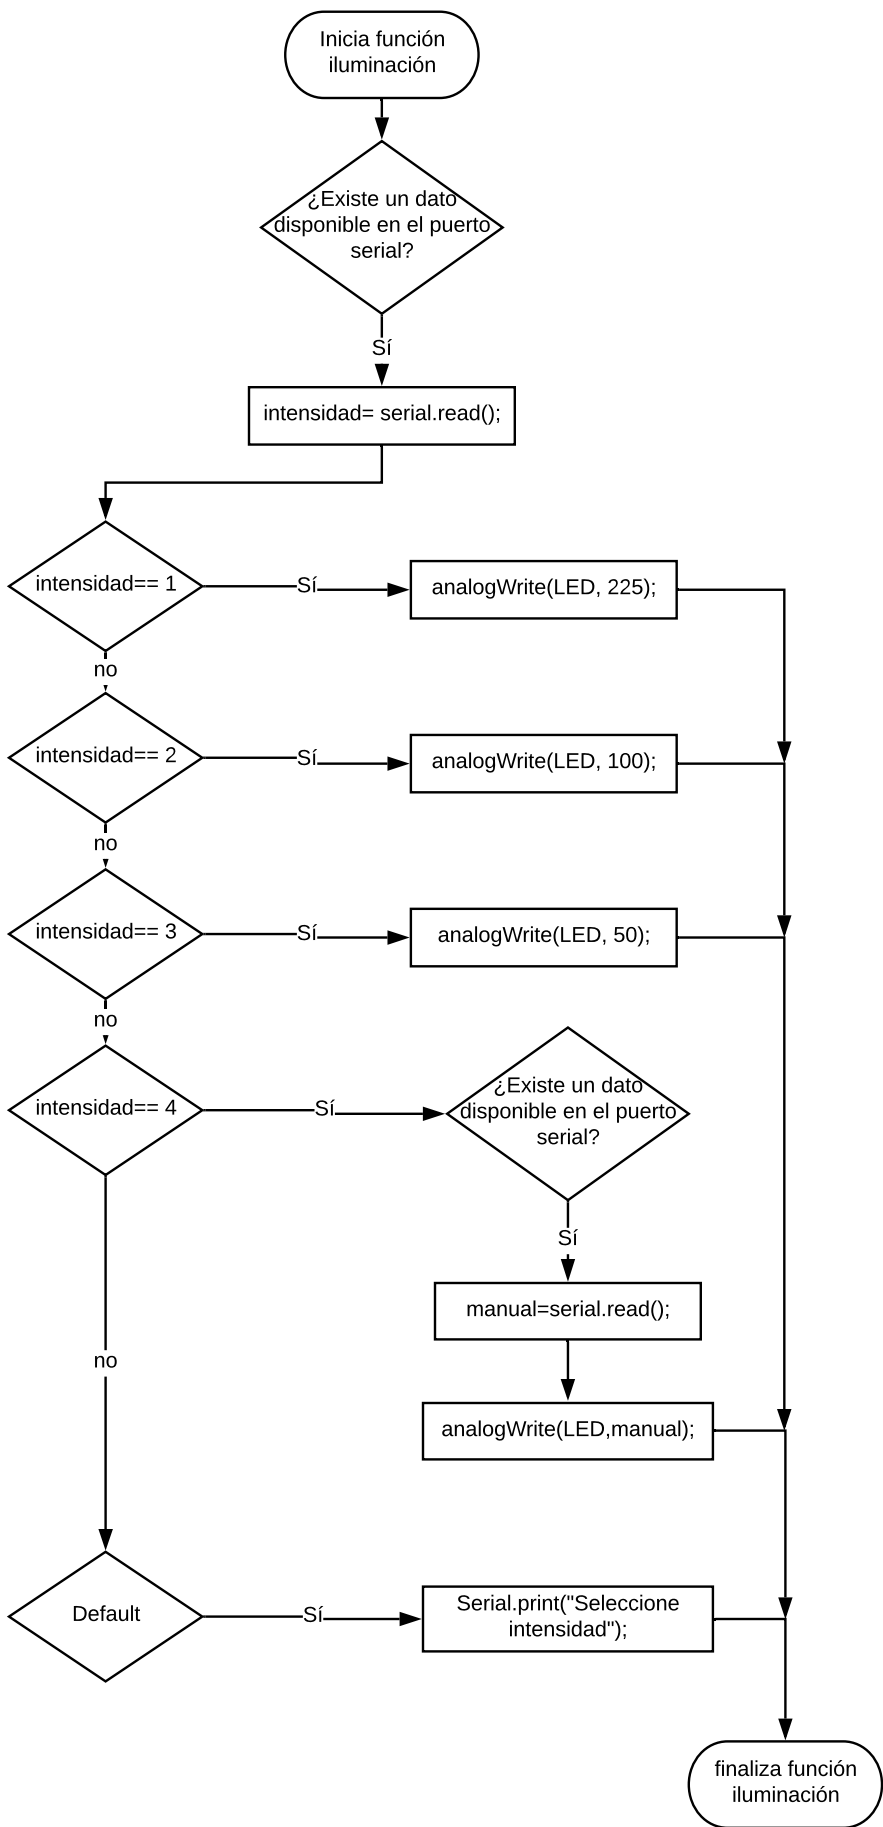 Inicia función
iluminación
¿Existe un dato
disponible en el puerto
serial?
Sí
intensidad= serial.read();
intensidad== 1
Sí
analogWrite(LED, 225);
no
intensidad== 2
Sí
analogWrite(LED, 100);
no
intensidad== 3
Sí
analogWrite(LED, 50);
no
intensidad== 4
Sí
¿Existe un dato
disponible en el puerto
serial?
Sí
manual=serial.read();
no
analogWrite(LED,manual);
Default
Sí
Serial.print("Seleccione
intensidad");
finaliza función
iluminación